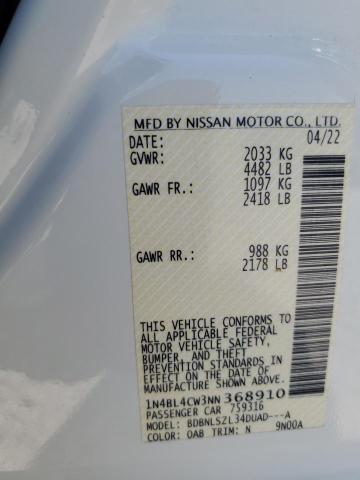 MFD BY NISSAN MOTOR CO., LTD.
DATE: 04/22
GVWR: 2033 KG
4482 LB
GAWR FR.: 1097 KG
2418 LB
GAWR RR.: 988 KG
2178 LB
THIS VEHICLE CONFORMS TO
ALL APPLICABLE FEDERAL
MOTOR VEHICLE SAFETY,
BUMPER, AND THEFT
PREVENTION STANDARDS IN
EFFECT ON THE DATE OF
MANUFACTURE SHOWN ABOVE.
1N4BL4CW3NN368910
PASSENGER CAR 759316
MODEL: BDBNLSZL34DUAD---A
COLOR: QAB TRIM: N 9N00A